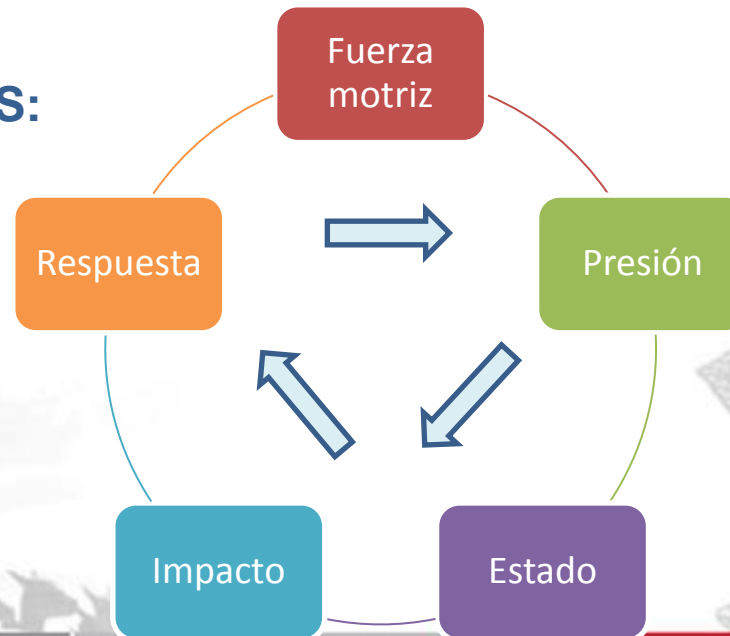 S:
Fuerza
motriz
Respuesta
Presión
Impacto
Estado